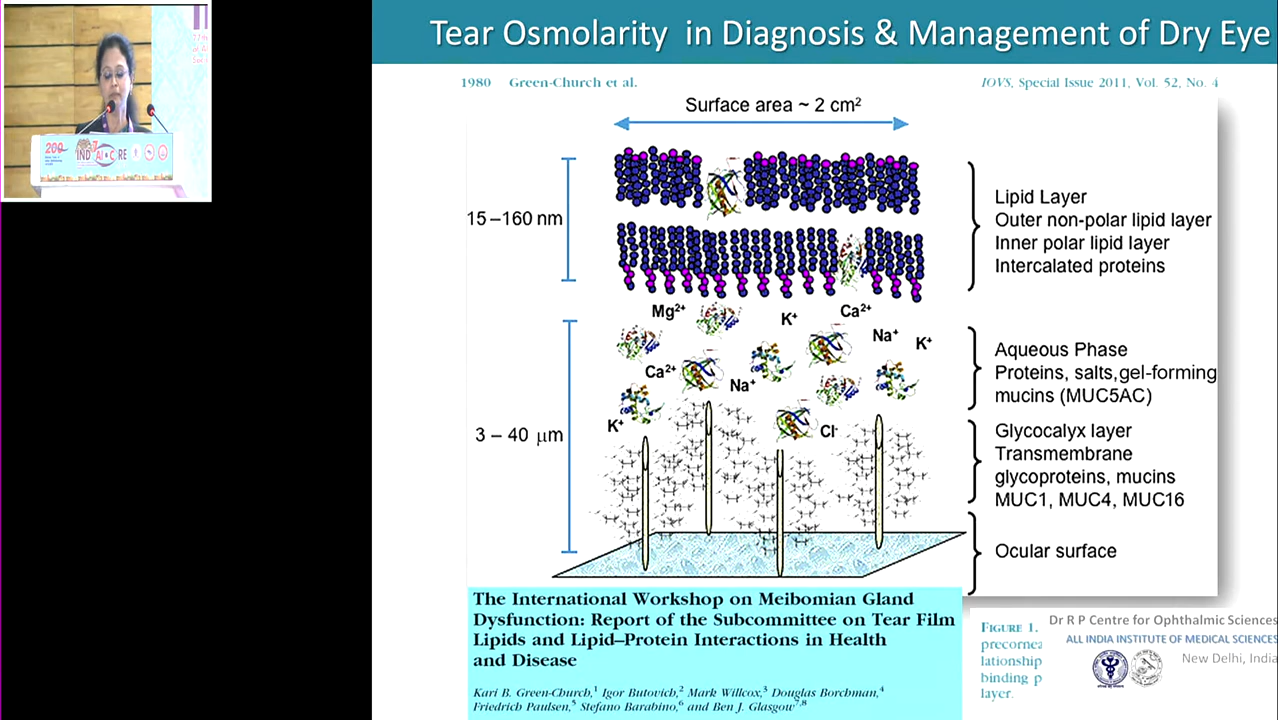 Tear Osmolarity in Diagnosis & Management of Dry Eye
1980 Green-Church et al.
IOVS, Special Issue 2011, Vol. 52, No. 4
Surface area ~ 2 cm²
15–160 nm
Lipid Layer
Outer non-polar lipid layer
Inner polar lipid layer
Intercalated proteins
Mg²⁺
K⁺
Ca²⁺
Na⁺
K⁺
Ca²⁺
Na⁺
K⁺
Cl⁻
3 – 40 μm
Aqueous Phase
Proteins, salts, gel-forming
mucins (MUC5AC)
Glycocalyx layer
Transmembrane
glycoproteins, mucins
MUC1, MUC4, MUC16
Ocular surface
The International Workshop on Meibomian Gland
Dysfunction: Report of the Subcommittee on Tear Film
Lipids and Lipid–Protein Interactions in Health
and Disease
Kari B. Green-Church,¹ Igor Butovich,² Mark Willcox,³ Douglas Borchman,⁴
Friedrich Paulsen,⁵ Stefano Barabino,⁶ and Ben J. Glasgow⁷,⁸
FIGURE 1.
precornea
lationship
binding p
layer.
Dr R P Centre for Ophthalmic Sciences
ALL INDIA INSTITUTE OF MEDICAL SCIENCES
New Delhi, India
200